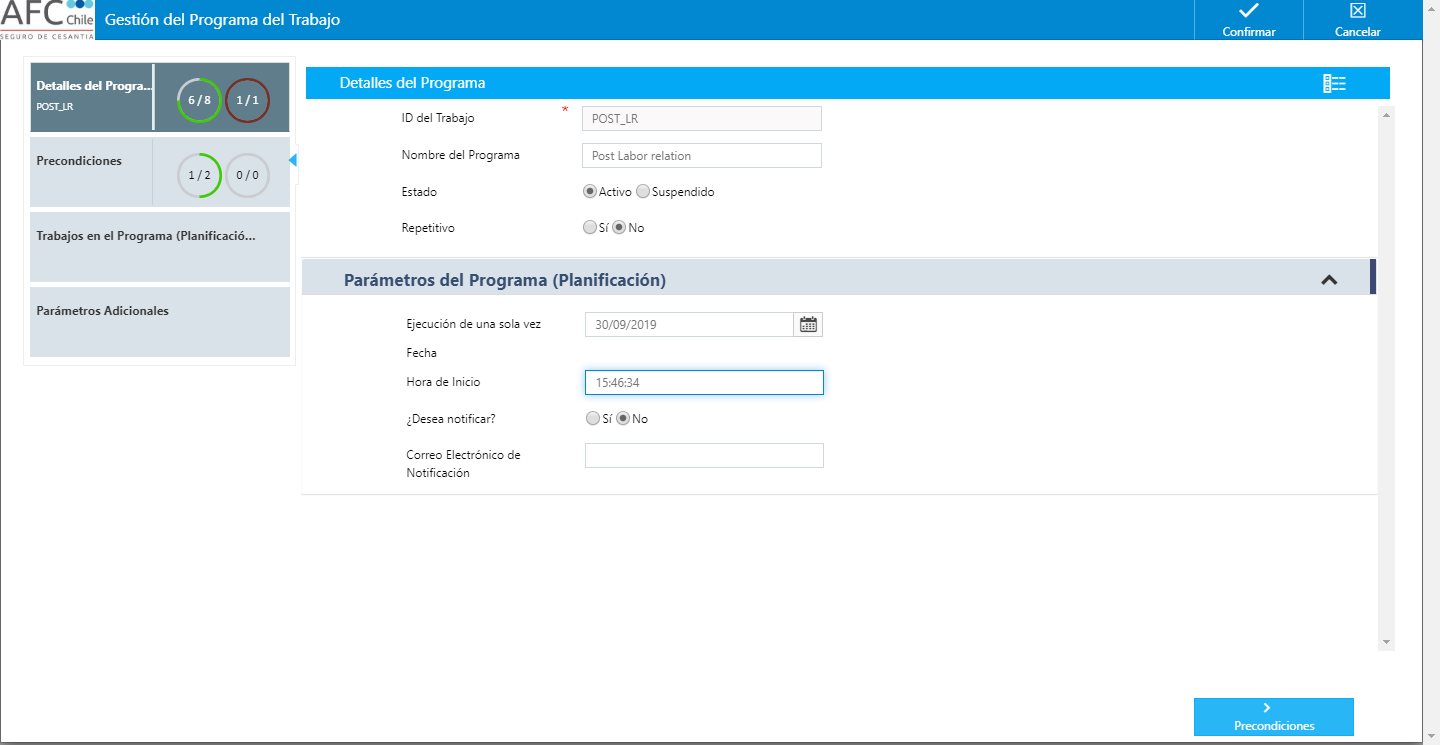 AFC Chile
SEGURO DE CESANTÍA
Gestión del Programa del Trabajo
Confirmar
Cancelar
Detalles del Progra...
POST_LR
6 / 8
1 / 1
Precondiciones
1 / 2
0 / 0
Trabajos en el Programa (Planificació...
Parámetros Adicionales
Detalles del Programa
ID del Trabajo * POST_LR
Nombre del Programa Post Labor relation
Estado Activo Suspendido
Repetitivo Sí No
Parámetros del Programa (Planificación)
Ejecución de una sola vez 30/09/2019
Fecha
Hora de Inicio 15:46:34
¿Desea notificar? Sí No
Correo Electrónico de
Notificación
Precondiciones